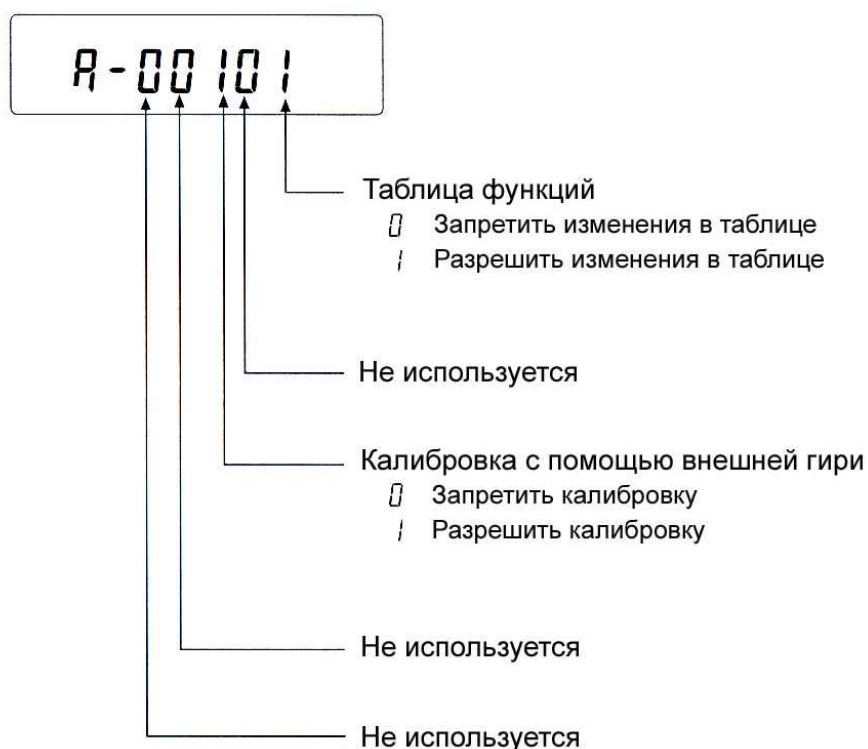 A-00101
Таблица функций
0 Запретить изменения в таблице
1 Разрешить изменения в таблице
Не используется
Калибровка с помощью внешней гири
0 Запретить калибровку
1 Разрешить калибровку
Не используется
Не используется